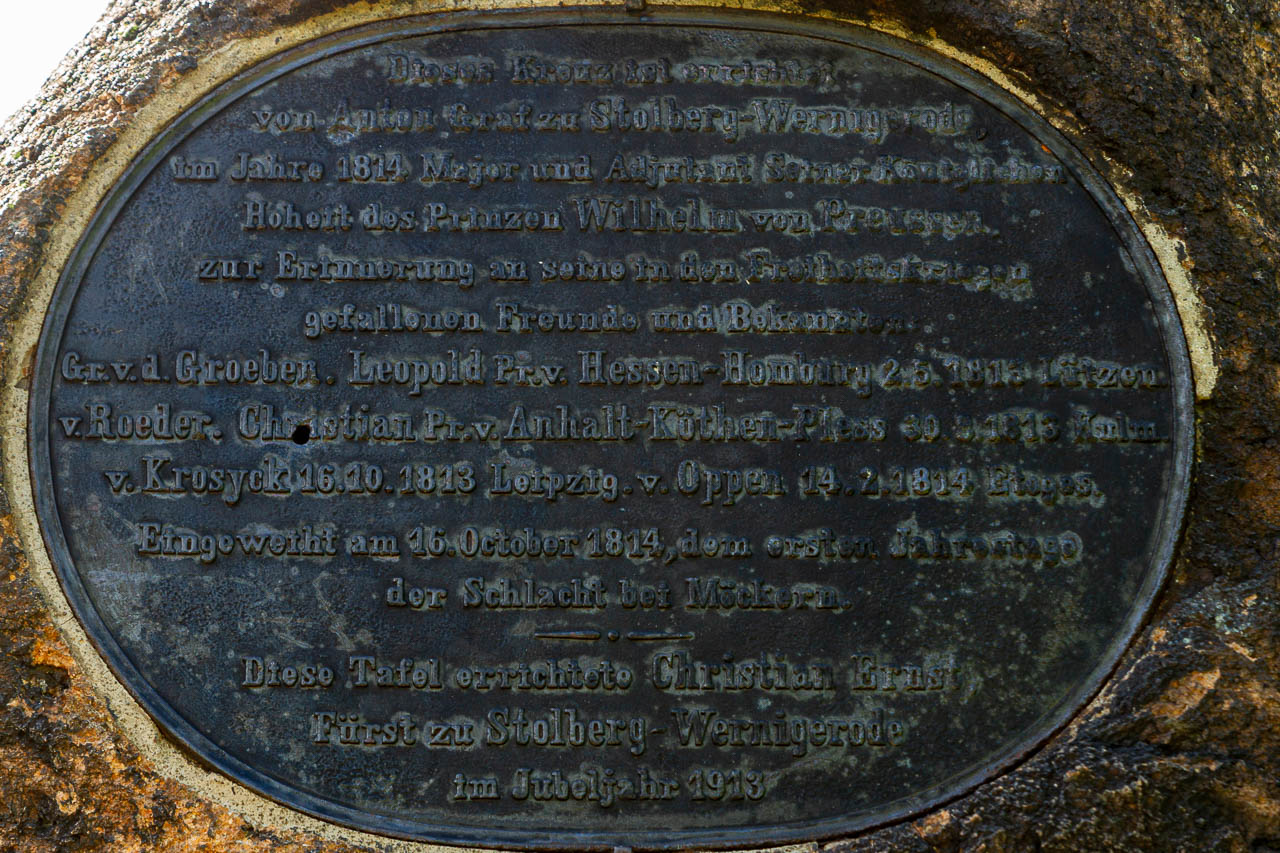 Dieses Kreuz ist errichtet
von Anton Graf zu Stolberg-Wernigerode,
im Jahre 1814 Major und Adjutant Seiner Königlichen
Hoheit des Prinzen Wilhelm von Preussen.
zur Erinnerung an seine in den Freiheitskriegen
gefallenen Freunde und Bekannten:
Gr.v.d. Groeben. Leopold Pr.v. Hessen-Homburg 2.5.1813 Lützen.
v. Roeder. Christian Pr.v. Anhalt-Köthen-Pless 30.8.1813 Kulm.
v. Krosyck 16.10.1813 Leipzig. v. Oppen 14.2.1814 Etoges.
Eingeweiht am 16. October 1814, dem ersten Jahrestage
der Schlacht bei Möckern.
Diese Tafel errichtete Christian Ernst,
Fürst zu Stolberg-Wernigerode
im Jubeljahr 1913